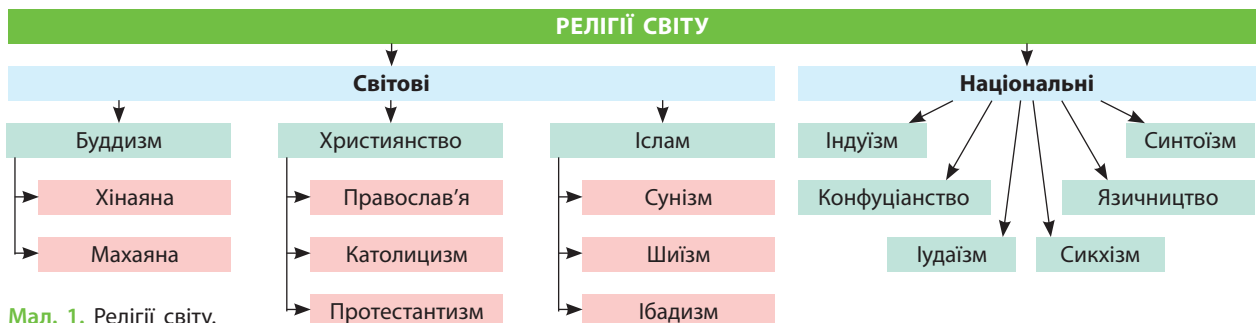 РЕЛІГІЇ СВІТУ
Світові
Національні
Буддизм
Хінаяна
Махаяна
Християнство
Православ'я
Католицизм
Протестантизм
Іслам
Сунізм
Шиїзм
Ібадизм
Індуїзм
Синтоїзм
Конфуціанство
Язичництво
Іудаїзм
Сикхізм
Мал. 1. Релігії світу.